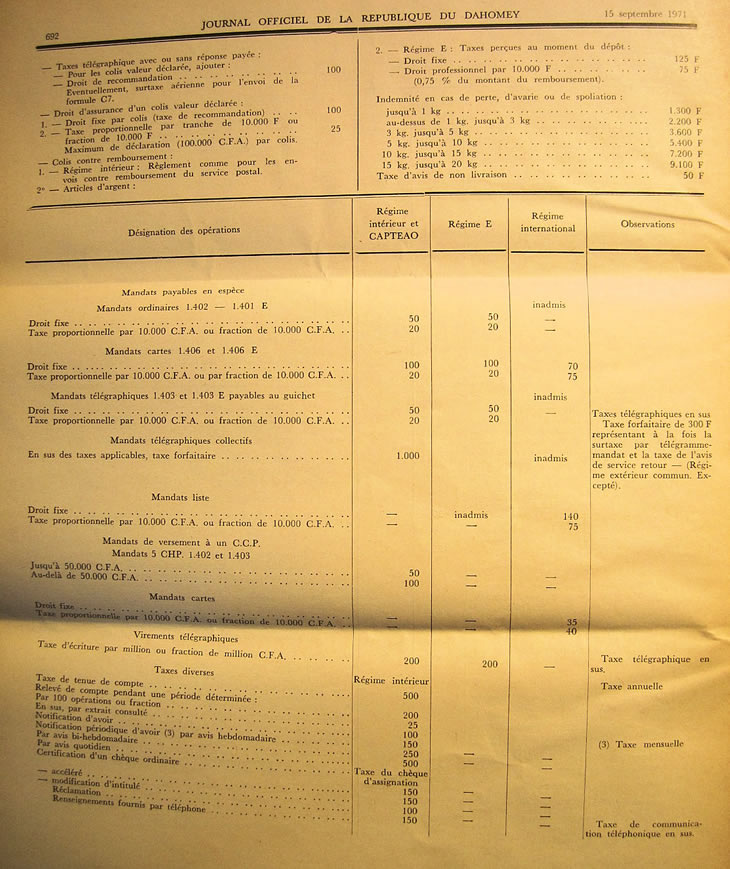 692
JOURNAL OFFICIEL DE LA REPUBLIQUE DU DAHOMEY
15 septembre 1971
— Taxes télégraphique avec ou sans réponse payée :
— Pour les colis valeur déclarée, ajouter :
— Droit de recommandation .. .. .. .. .. .. .. .. 100
Eventuellement, surtaxe aérienne pour l'envoi de la
formule C7.
— Droit d'assurance d'un colis valeur déclarée :
1. — Droit fixe par colis (taxe de recommandation) .. .. .. 100
2. — Taxe proportionnelle par tranche de 10.000 F ou
fraction de 10.000 F .. .. .. .. .. .. .. .. 25
Maximum de déclaration (100.000 C.F.A.) par colis.
— Colis contre remboursement :
1. — Régime intérieur : Règlement comme pour les en-
vois contre remboursement du service postal.
2° — Articles d'argent :
2. — Régime E : Taxes perçues au moment du dépôt :
— Droit fixe .. .. .. .. .. .. .. .. 125 F
— Droit professionnel par 10.000 F .. .. .. .. .. 75 F
(0,75 % du montant du remboursement).
Indemnité en cas de perte, d'avarie ou de spoliation :
jusqu'à 1 kg .. .. .. .. .. .. .. .. 1.300 F
au-dessus de 1 kg. jusqu'à 3 kg .. .. .. .. .. .. 2.200 F
3 kg. jusqu'à 5 kg .. .. .. .. .. .. .. .. 3.600 F
5 kg. jusqu'à 10 kg .. .. .. .. .. .. .. .. 5.400 F
10 kg. jusqu'à 15 kg .. .. .. .. .. .. .. .. 7.200 F
15 kg. jusqu'à 20 kg .. .. .. .. .. .. .. .. 9.100 F
Taxe d'avis de non livraison .. .. .. .. .. .. .. 50 F
Désignation des opérations
Régime
intérieur et
CAPTEAO
Régime E
Régime
international
Observations
Mandats payables en espèce
Mandats ordinaires 1.402 — 1.401 E inadmis
Droit fixe .. .. .. .. .. .. .. .. 50 50 —
Taxe proportionnelle par 10.000 C.F.A. ou fraction de 10.000 C.F.A. .. 20 20 —
Mandats cartes 1.406 et 1.406 E
Droit fixe .. .. .. .. .. .. .. .. 100 100 70
Taxe proportionnelle par 10.000 C.F.A. ou par fraction de 10.000 C.F.A. .. 20 20 75
Mandats télégraphiques 1.403 et 1.403 E payables au guichet inadmis
Droit fixe .. .. .. .. .. .. .. .. 50 50 —
Taxe proportionnelle par 10.000 C.F.A. ou fraction de 10.000 C.F.A. .. 20 20
Taxes télégraphiques en sus
Taxe forfaitaire de 300 F
représentant à la fois la
surtaxe par télégramme-
mandat et la taxe de l'avis
de service retour — (Régi-
me extérieur commun. Ex-
cepté).
Mandats télégraphiques collectifs
En sus des taxes applicables, taxe forfaitaire .. .. .. .. .. .. 1.000 inadmis
Mandats liste
Droit fixe .. .. .. .. .. .. .. .. — inadmis 140
Taxe proportionnelle par 10.000 C.F.A. ou fraction de 10.000 C.F.A. .. — — 75
Mandats de versement à un C.C.P.
Mandats 5 CHP. 1.402 et 1.403
Jusqu'à 50.000 C.F.A. .. .. .. .. .. .. .. .. 50 — —
Au-delà de 50.000 C.F.A. .. .. .. .. .. .. .. .. 100 — —
Mandats cartes
Droit fixe .. .. .. .. .. .. .. .. — — 35
Taxe proportionnelle par 10.000 C.F.A. ou fraction de 10.000 C.F.A. .. — — 40
Virements télégraphiques
Taxe d'écriture par million ou fraction de million C.F.A. .. .. .. .. 200 200 — Taxe télégraphique en
sus.
Taxes diverses
Régime intérieur
Taxe de tenue de compte .. .. .. .. .. .. .. .. 500 Taxe annuelle
Relevé de compte pendant une période déterminée :
Par 100 opérations ou fraction .. .. .. .. .. .. .. 200
En sus, par extrait consulté .. .. .. .. .. .. .. 25
Notification d'avoir .. .. .. .. .. .. .. .. 100
Notification périodique d'avoir (3) par avis hebdomadaire .. .. .. .. 150 (3) Taxe mensuelle
Par avis bi-hebdomadaire .. .. .. .. .. .. .. .. 250 — —
Par avis quotidien .. .. .. .. .. .. .. .. 500 — —
Certification d'un chèque ordinaire .. .. .. .. .. .. Taxe du chèque
d'assignation
— accéléré .. .. .. .. .. .. .. .. 150 — —
— modification d'intitulé .. .. .. .. .. .. .. .. 150 — —
Réclamation .. .. .. .. .. .. .. .. 100 — —
Renseignements fournis par téléphone .. .. .. .. .. .. 150 — — Taxe de communica-
tion téléphonique en sus.